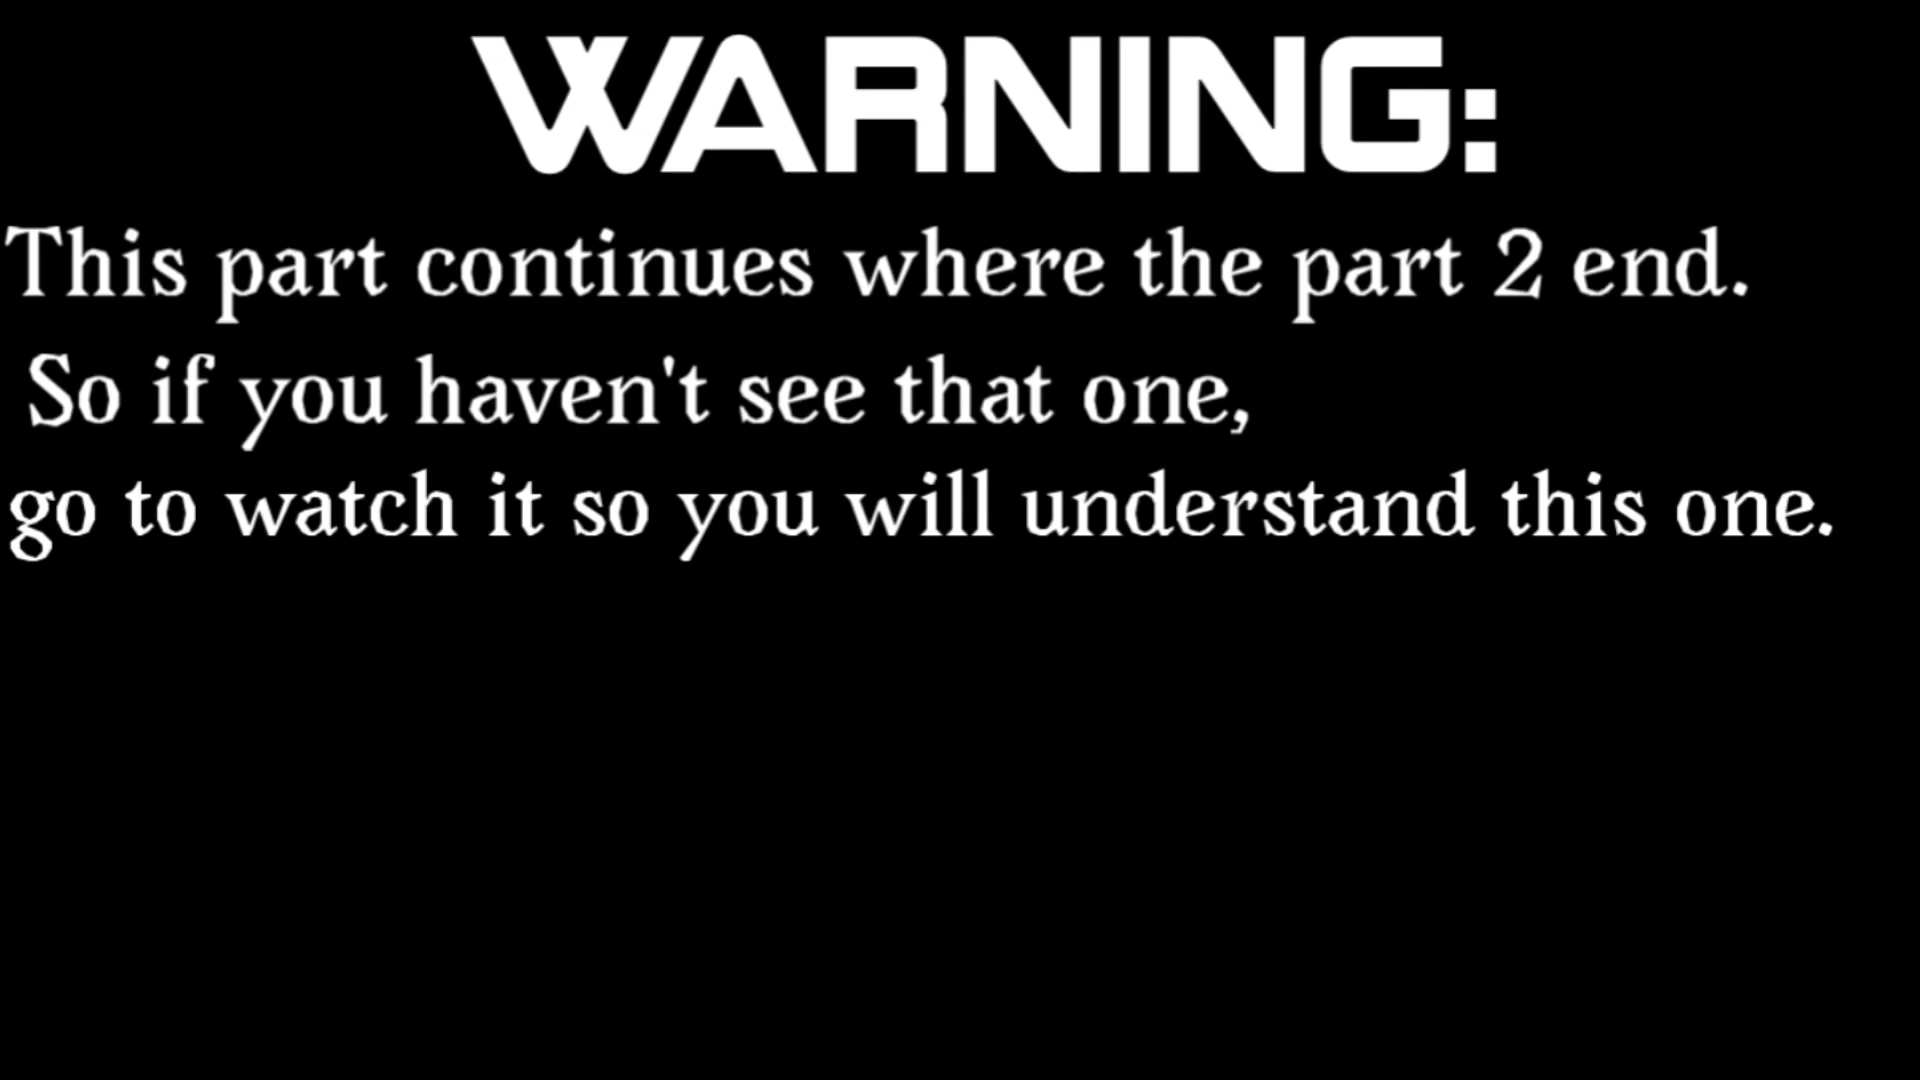 WARNING:
This part continues where the part 2 end.
So if you haven't see that one,
go to watch it so you will understand this one.